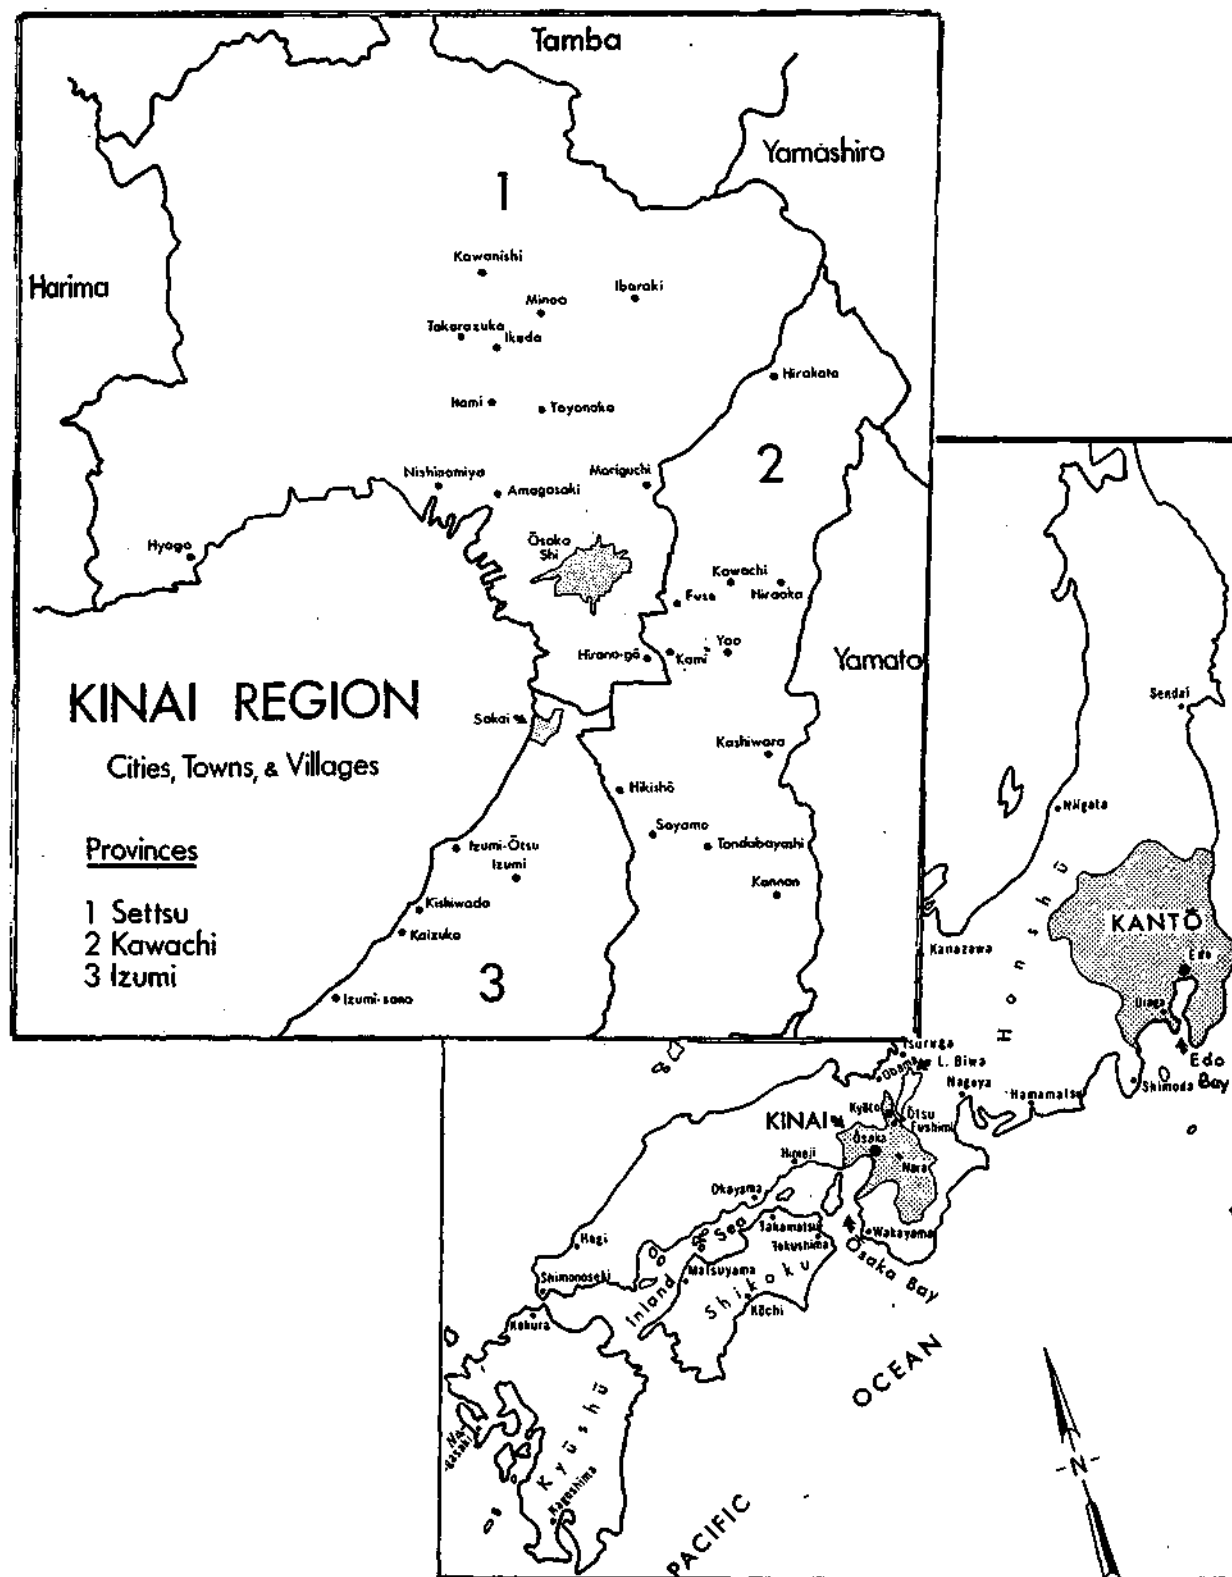 Tamba
Yamashiro
1
Kawanishi
Harima
Ibaraki
Minoo
Takarazuka
Ikeda
Hirakata
Itami
Toyonaka
2
Nishinomiya
Moriguchi
Amagasaki
Ōsaka
Shi
Hyogo
Kawachi
Hiraoka
Fuse
Hirano-gō
Kami
Yao
Yamato
KINAI REGION
Cities, Towns, & Villages
Sakai
Kashiwara
Hikishō
Sayama
Tondabayashi
Izumi-Ōtsu
Izumi
Kannan
Provinces
1 Settsu
2 Kawachi
3 Izumi
Kishiwada
Kaizuka
3
Izumi-sano
Sendai
Niigata
Honshū
KANTŌ
Kanazawa
Edo
Uraga
Edo
Bay
Tsuruga
Obama
L. Biwa
Nagoya
Hamamatsu
Shimoda
Kyōto
Ōtsu
Fushimi
KINAI
Ōsaka
Nara
Himeji
Okayama
Takamatsu
Tokushima
Wakayama
Ōsaka Bay
Hagi
Shimonoseki
Inland Sea
Matsuyama
Shikoku
Kōchi
Kokura
Kyūshū
Na-
gasaki
Kagoshima
PACIFIC OCEAN
-N-